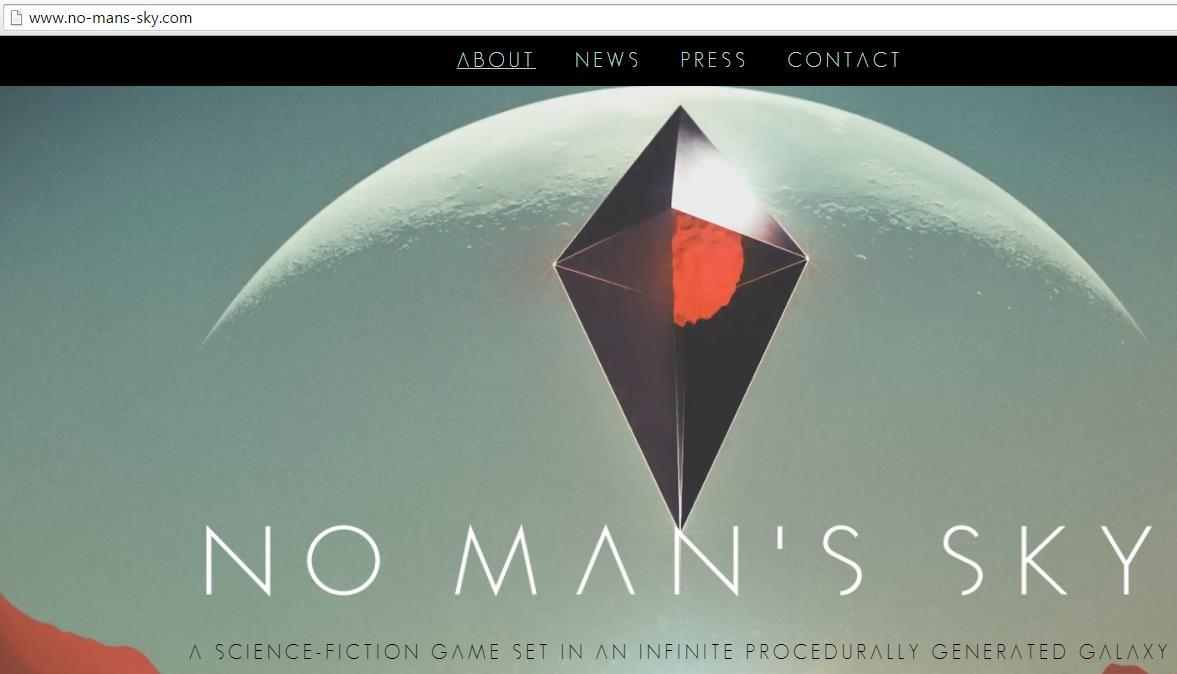 www.no-mans-sky.com
ABOUT NEWS PRESS CONTACT
NO MAN'S SKY
A SCIENCE-FICTION GAME SET IN AN INFINITE PROCEDURALLY GENERATED GALAXY